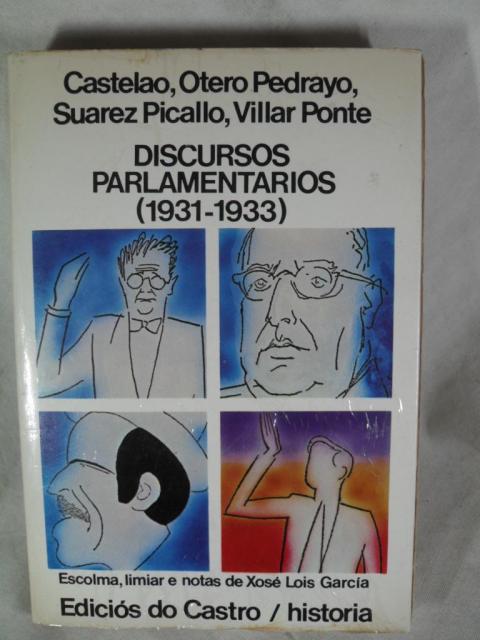 Castelao, Otero Pedrayo,
Suarez Picallo, Villar Ponte
DISCURSOS
PARLAMENTARIOS
(1931-1933)
Escolma, limiar e notas de Xosé Lois García
Ediciós do Castro / historia